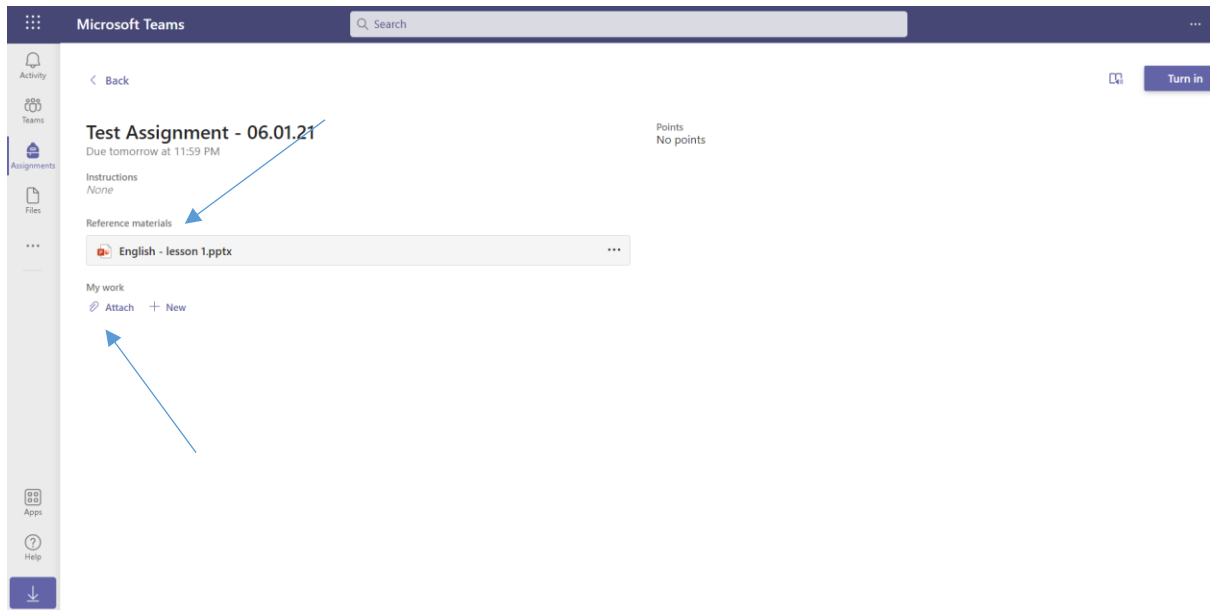 Microsoft Teams
Search
Activity
Teams
Assignments
Files
Apps
Help
Back
Turn in
Test Assignment - 06.01.21
Due tomorrow at 11:59 PM
Points
No points
Instructions
None
Reference materials
English - lesson 1.pptx
My work
Attach
New